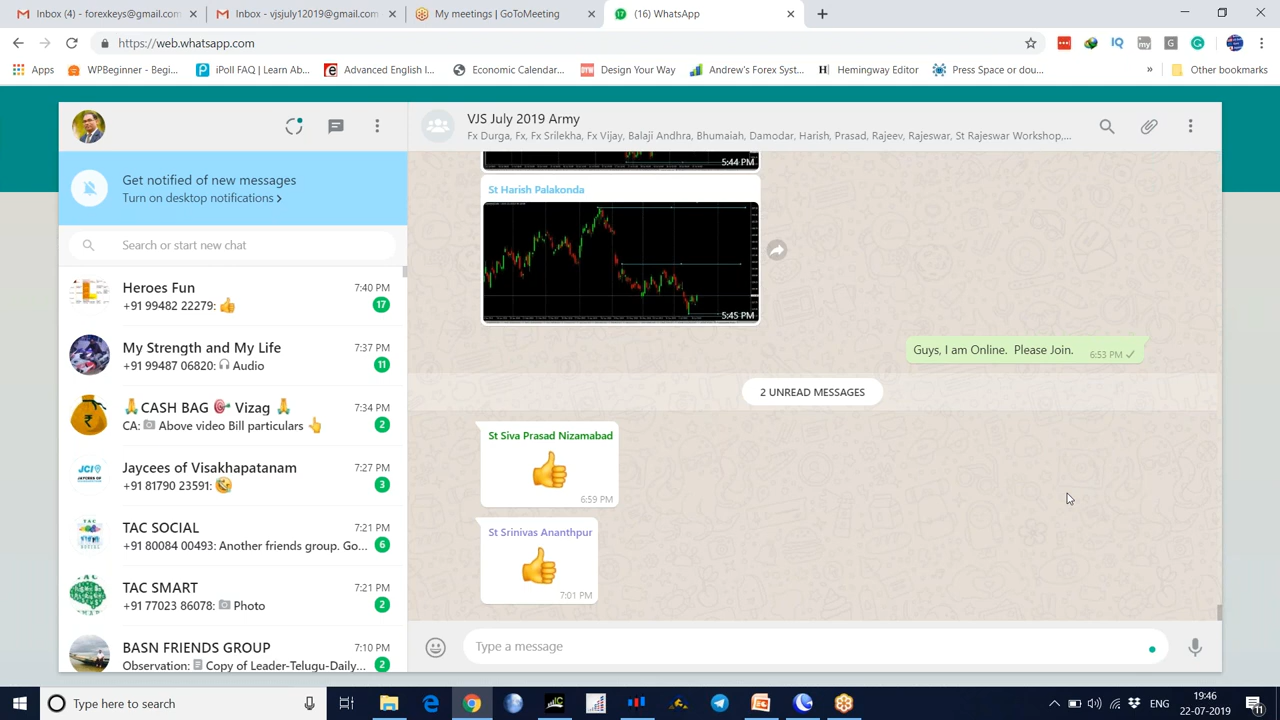 Inbox (4) - forexkeys@gmail.com
Inbox - vjsjuly2019@gmail.com
My meetings | GoToMeeting
(16) WhatsApp
https://web.whatsapp.com
Apps
WPBeginner - Begi...
iPoll FAQ | Learn Ab...
Advanced English I...
Economic Calendar...
Design Your Way
Andrew's Forex Syst...
Hemingway Editor
Press Space or dou...
»
Other bookmarks
VJS July 2019 Army
Fx Durga, Fx, Fx Srilekha, Fx Vijay, Balaji Andhra, Bhumaiah, Damodar, Harish, Prasad, Rajeev, Rajeswar, St Rajeswar Workshop,...
Get notified of new messages
Turn on desktop notifications >
Search or start new chat
Heroes Fun 7:40 PM
+91 99482 22279: 👍 17
My Strength and My Life 7:37 PM
+91 99487 06820: Audio 11
🙏CASH BAG 🎯 Vizag 🙏 7:34 PM
CA: 📷 Above video Bill particulars 👆 2
JCI
Jaycees of Visakhapatanam 7:27 PM
+91 81790 23591: 3
TAC
TAC SOCIAL 7:21 PM
+91 80084 00493: Another friends group. Go... 6
TAC SMART 7:21 PM
+91 77023 86078: 📷 Photo 2
BASN FRIENDS GROUP 7:10 PM
Observation: Copy of Leader-Telugu-Daily... 2
5:44 PM
St Harish Palakonda
5:45 PM
Guys, I am Online. Please Join. 6:53 PM
2 UNREAD MESSAGES
St Siva Prasad Nizamabad
👍
6:59 PM
St Srinivas Ananthpur
👍
7:01 PM
Type a message
Type here to search
ENG
19:46
22-07-2019
11